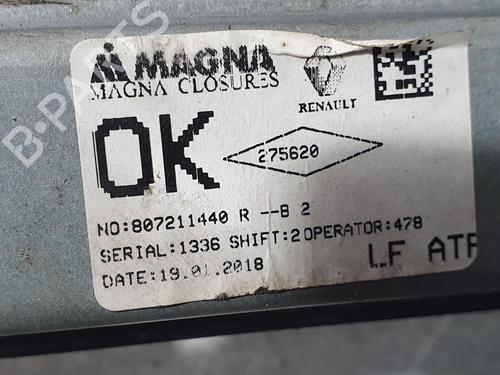 MAGNA
MAGNA CLOSURES
RENAULT
OK
275620
NO:807211440 R --B 2
SERIAL:1336 SHIFT:2 OPERATOR:478
DATE:19.01.2018
LF ATP
B-PARTS